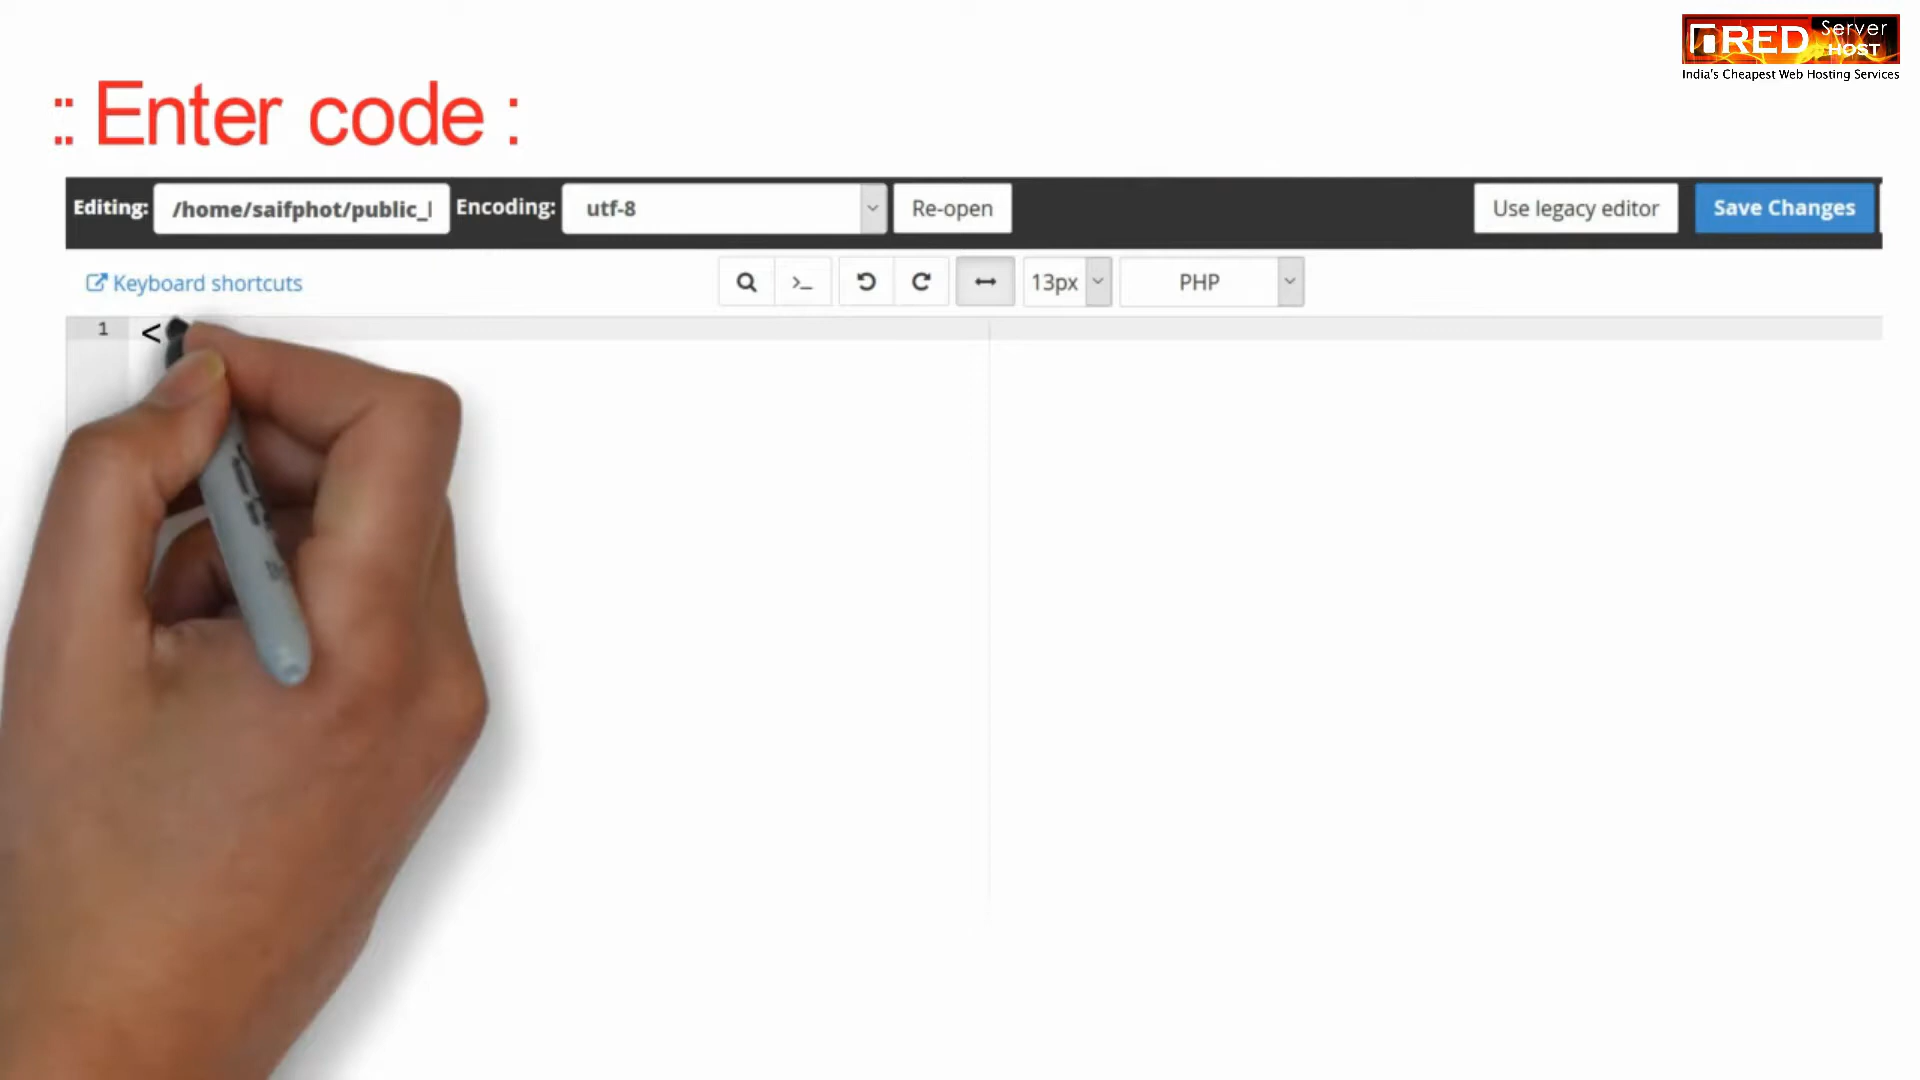 RED Server
HOST
India's Cheapest Web Hosting Services
:: Enter code :
Editing: /home/saifphot/public_ Encoding: utf-8 Re-open Use legacy editor Save Changes
Keyboard shortcuts >_ 13px PHP
1 <